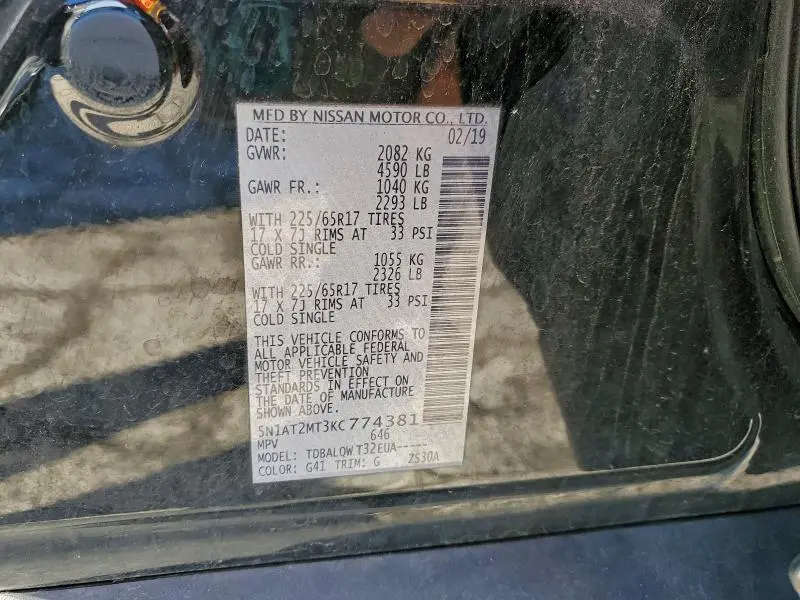 MFD BY NISSAN MOTOR CO., LTD.
DATE: 02/19
GVWR: 2082 KG
4590 LB
GAWR FR.: 1040 KG
2293 LB
WITH 225/65R17 TIRES
17 X 7J RIMS AT 33 PSI
COLD SINGLE
GAWR RR.: 1055 KG
2326 LB
WITH 225/65R17 TIRES
17 X 7J RIMS AT 33 PSI
COLD SINGLE
THIS VEHICLE CONFORMS TO
ALL APPLICABLE FEDERAL
MOTOR VEHICLE SAFETY AND
THEFT PREVENTION
STANDARDS IN EFFECT ON
THE DATE OF MANUFACTURE
SHOWN ABOVE.
5N1AT2MT3KC774381
MPV 646
MODEL: TDBALQWT32EUA-----
COLOR: G41 TRIM: G ZS30A